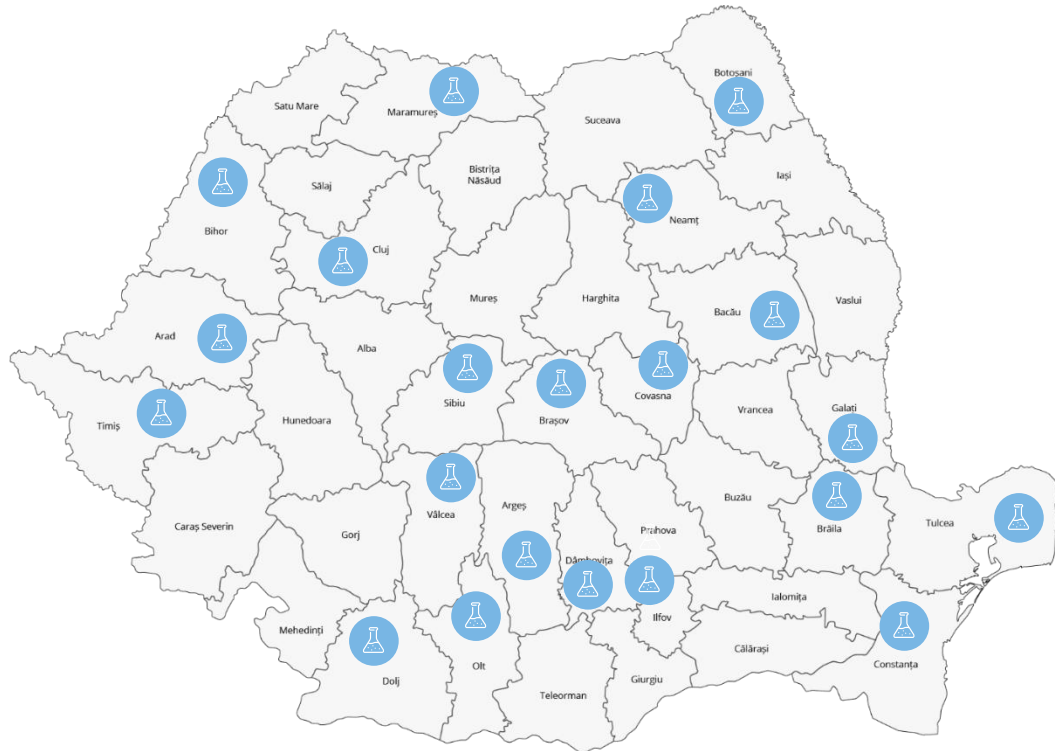 Botoșani
Satu Mare
Maramureș
Suceava
Iași
Bistrița
Năsăud
Sălaj
Neamț
Bihor
Cluj
Mureș
Harghita
Vaslui
Bacău
Arad
Alba
Covasna
Sibiu
Brașov
Vrancea
Galați
Timiș
Hunedoara
Buzău
Argeș
Vâlcea
Caraș Severin
Gorj
Prahova
Brăila
Tulcea
Dâmbovița
Ialomița
Ilfov
Mehedinți
Călărași
Olt
Constanța
Dolj
Giurgiu
Teleorman